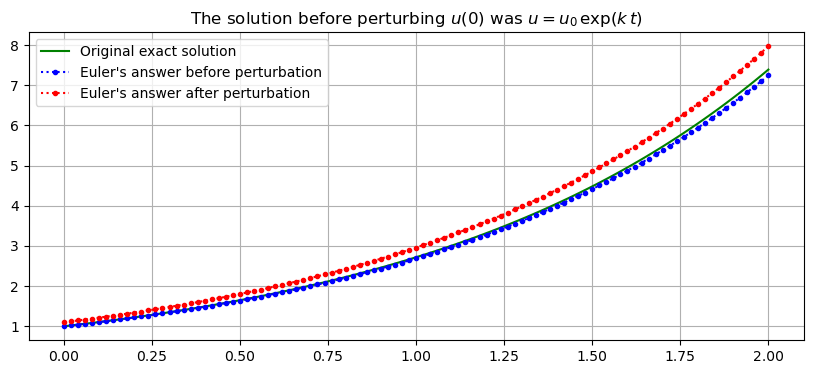 The solution before perturbing u(0) was u = u₀ exp(k t)
Original exact solution
Euler's answer before perturbation
Euler's answer after perturbation
8
7
6
5
4
3
2
1
0.00 0.25 0.50 0.75 1.00 1.25 1.50 1.75 2.00